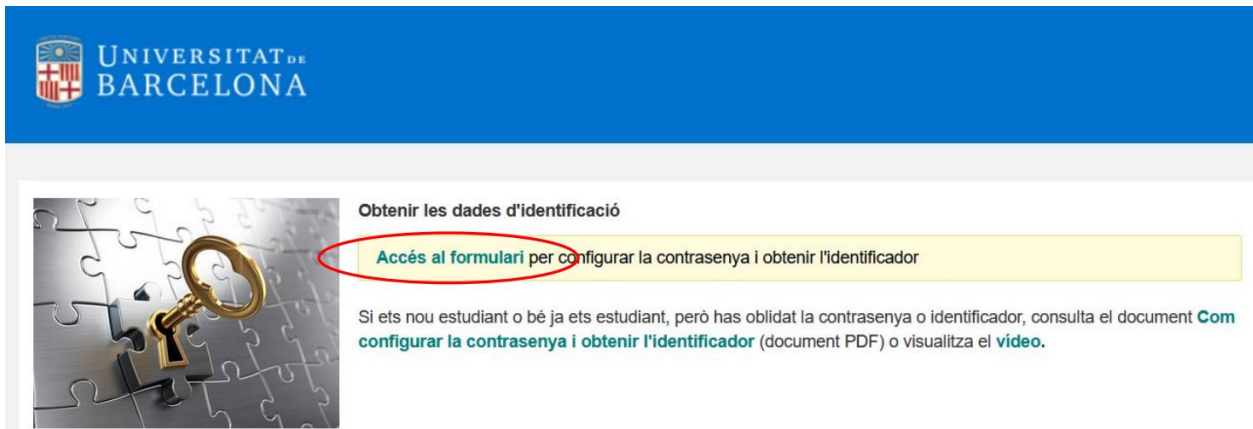 UNIVERSITAT DE
BARCELONA
Obtenir les dades d'identificació
Accés al formulari per configurar la contrasenya i obtenir l'identificador
Si ets nou estudiant o bé ja ets estudiant, però has oblidat la contrasenya o identificador, consulta el document Com
configurar la contrasenya i obtenir l'identificador (document PDF) o visualitza el vídeo.